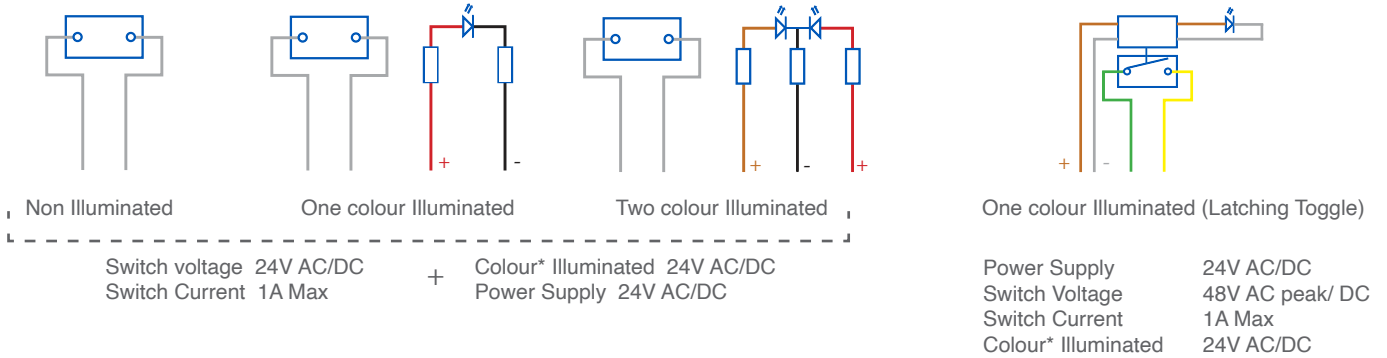 + - + - + + -
Non Illuminated One colour Illuminated Two colour Illuminated One colour Illuminated (Latching Toggle)
Switch voltage 24V AC/DC
Switch Current 1A Max
+
Colour* Illuminated 24V AC/DC
Power Supply 24V AC/DC
Power Supply 24V AC/DC
Switch Voltage 48V AC peak/ DC
Switch Current 1A Max
Colour* Illuminated 24V AC/DC